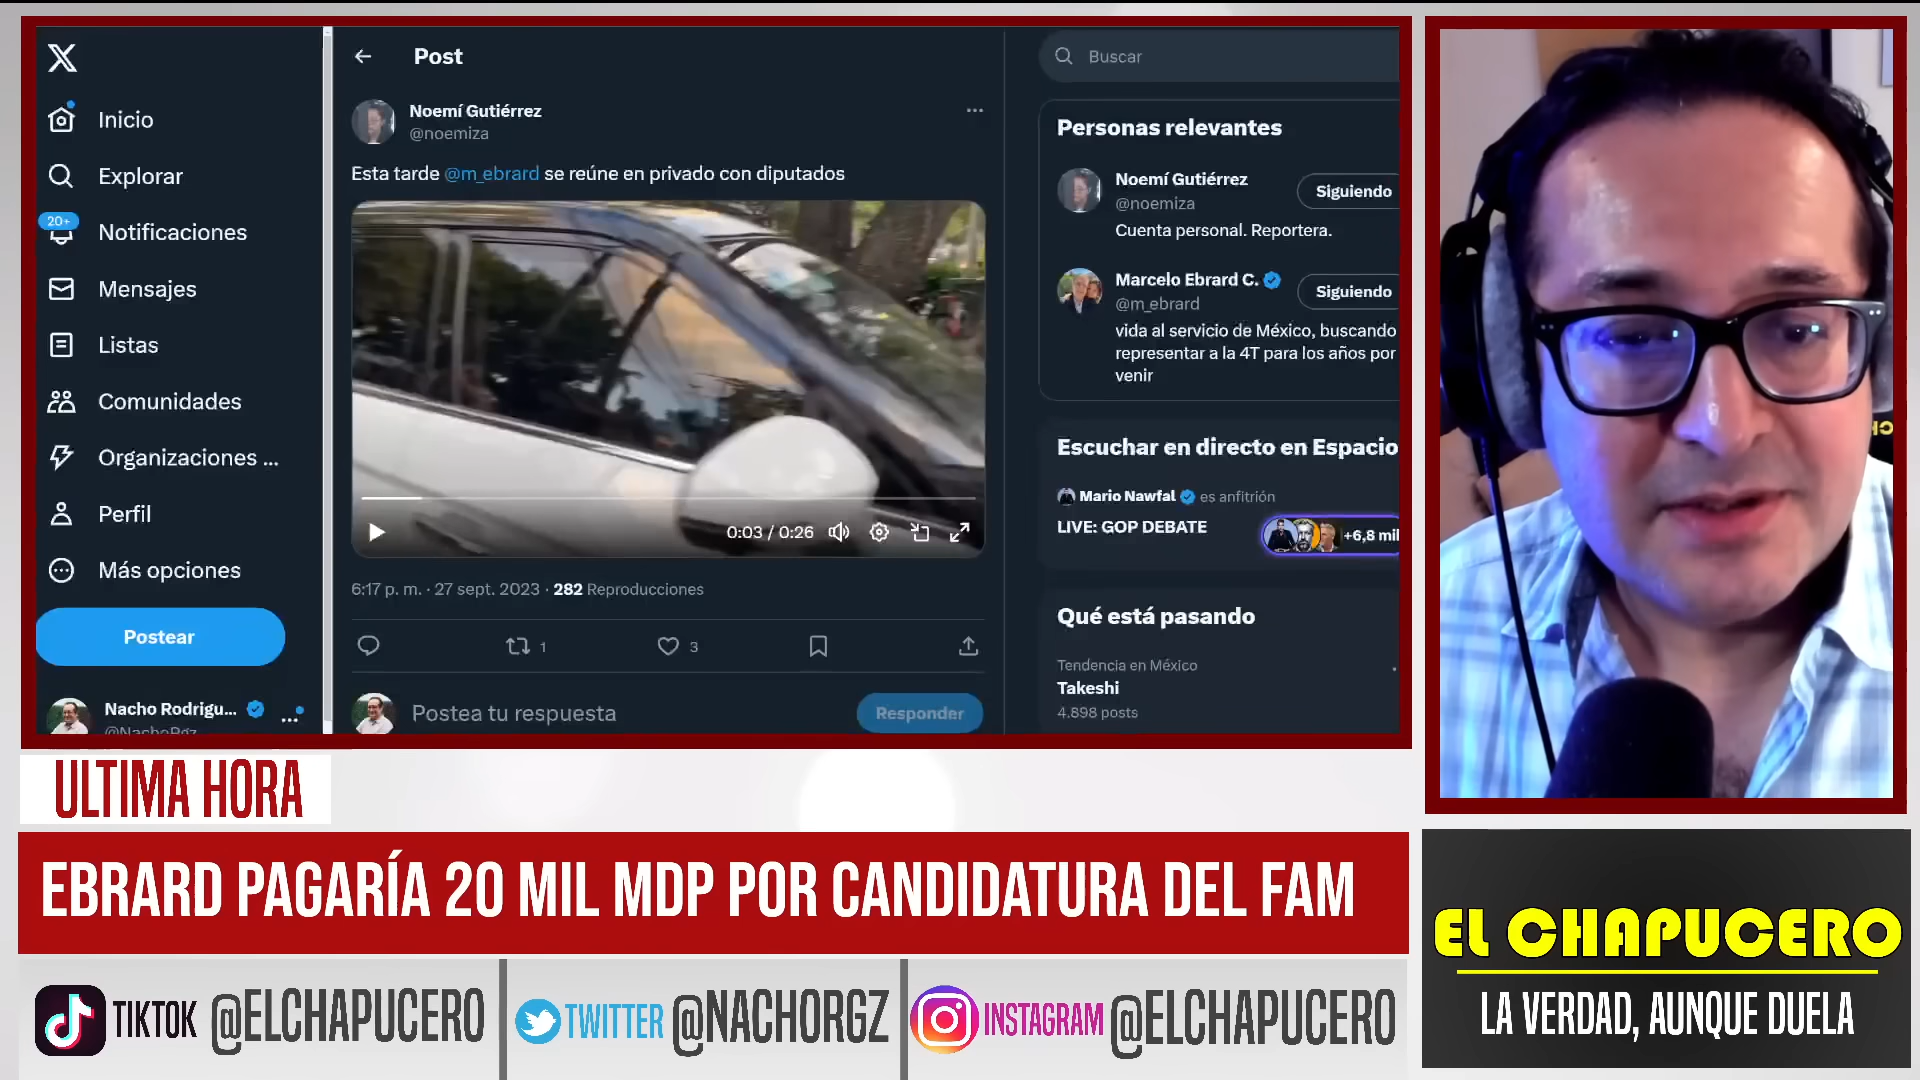 Inicio
Explorar
20+
Notificaciones
Mensajes
Listas
Comunidades
Organizaciones ...
Perfil
Más opciones
Postear
Nacho Rodrigu... ...
@NachoRgz
Post
Noemí Gutiérrez
@noemiza
Esta tarde @m_ebrard se reúne en privado con diputados
0:03 / 0:26
6:17 p. m. · 27 sept. 2023 · 282 Reproducciones
1
3
Postea tu respuesta
Responder
Buscar
Personas relevantes
Noemí Gutiérrez
@noemiza
Siguiendo
Cuenta personal. Reportera.
Marcelo Ebrard C.
@m_ebrard
Siguiendo
vida al servicio de México, buscando
representar a la 4T para los años por
venir
Escuchar en directo en Espacio
Mario Nawfal es anfitrión
LIVE: GOP DEBATE
+6,8 mil
Qué está pasando
Tendencia en México
Takeshi
4.898 posts
ULTIMA HORA
EBRARD PAGARÍA 20 MIL MDP POR CANDIDATURA DEL FAM
TIKTOK @ELCHAPUCERO
TWITTER @NACHORGZ
INSTAGRAM @ELCHAPUCERO
EL CHAPUCERO
LA VERDAD, AUNQUE DUELA